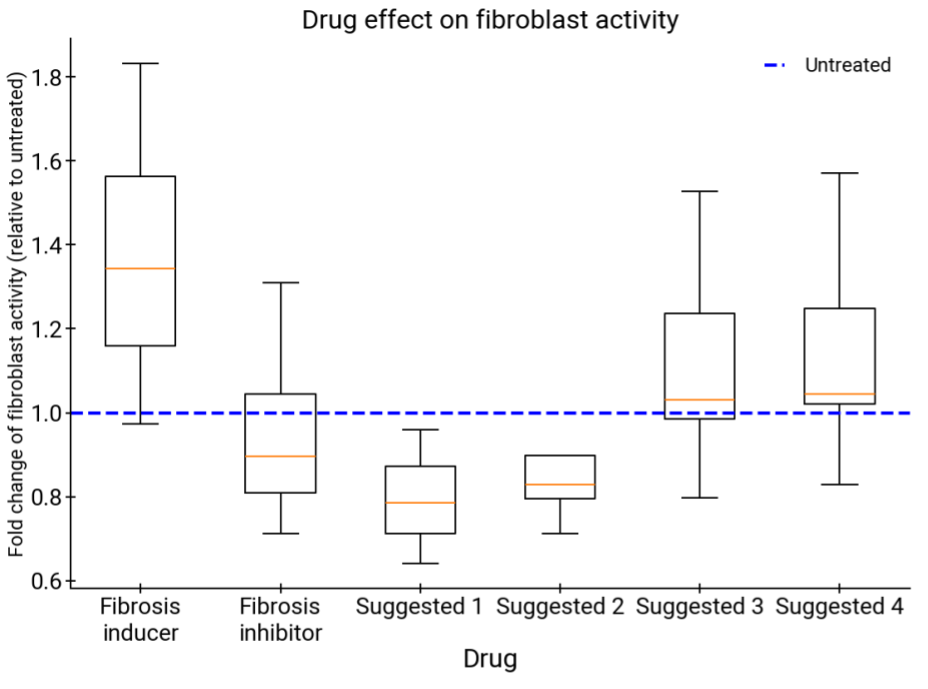 Drug effect on fibroblast activity
Untreated
Fold change of fibroblast activity (relative to untreated)
1.8
1.6
1.4
1.2
1.0
0.8
0.6
Fibrosis inducer
Fibrosis inhibitor
Suggested 1
Suggested 2
Suggested 3
Suggested 4
Drug